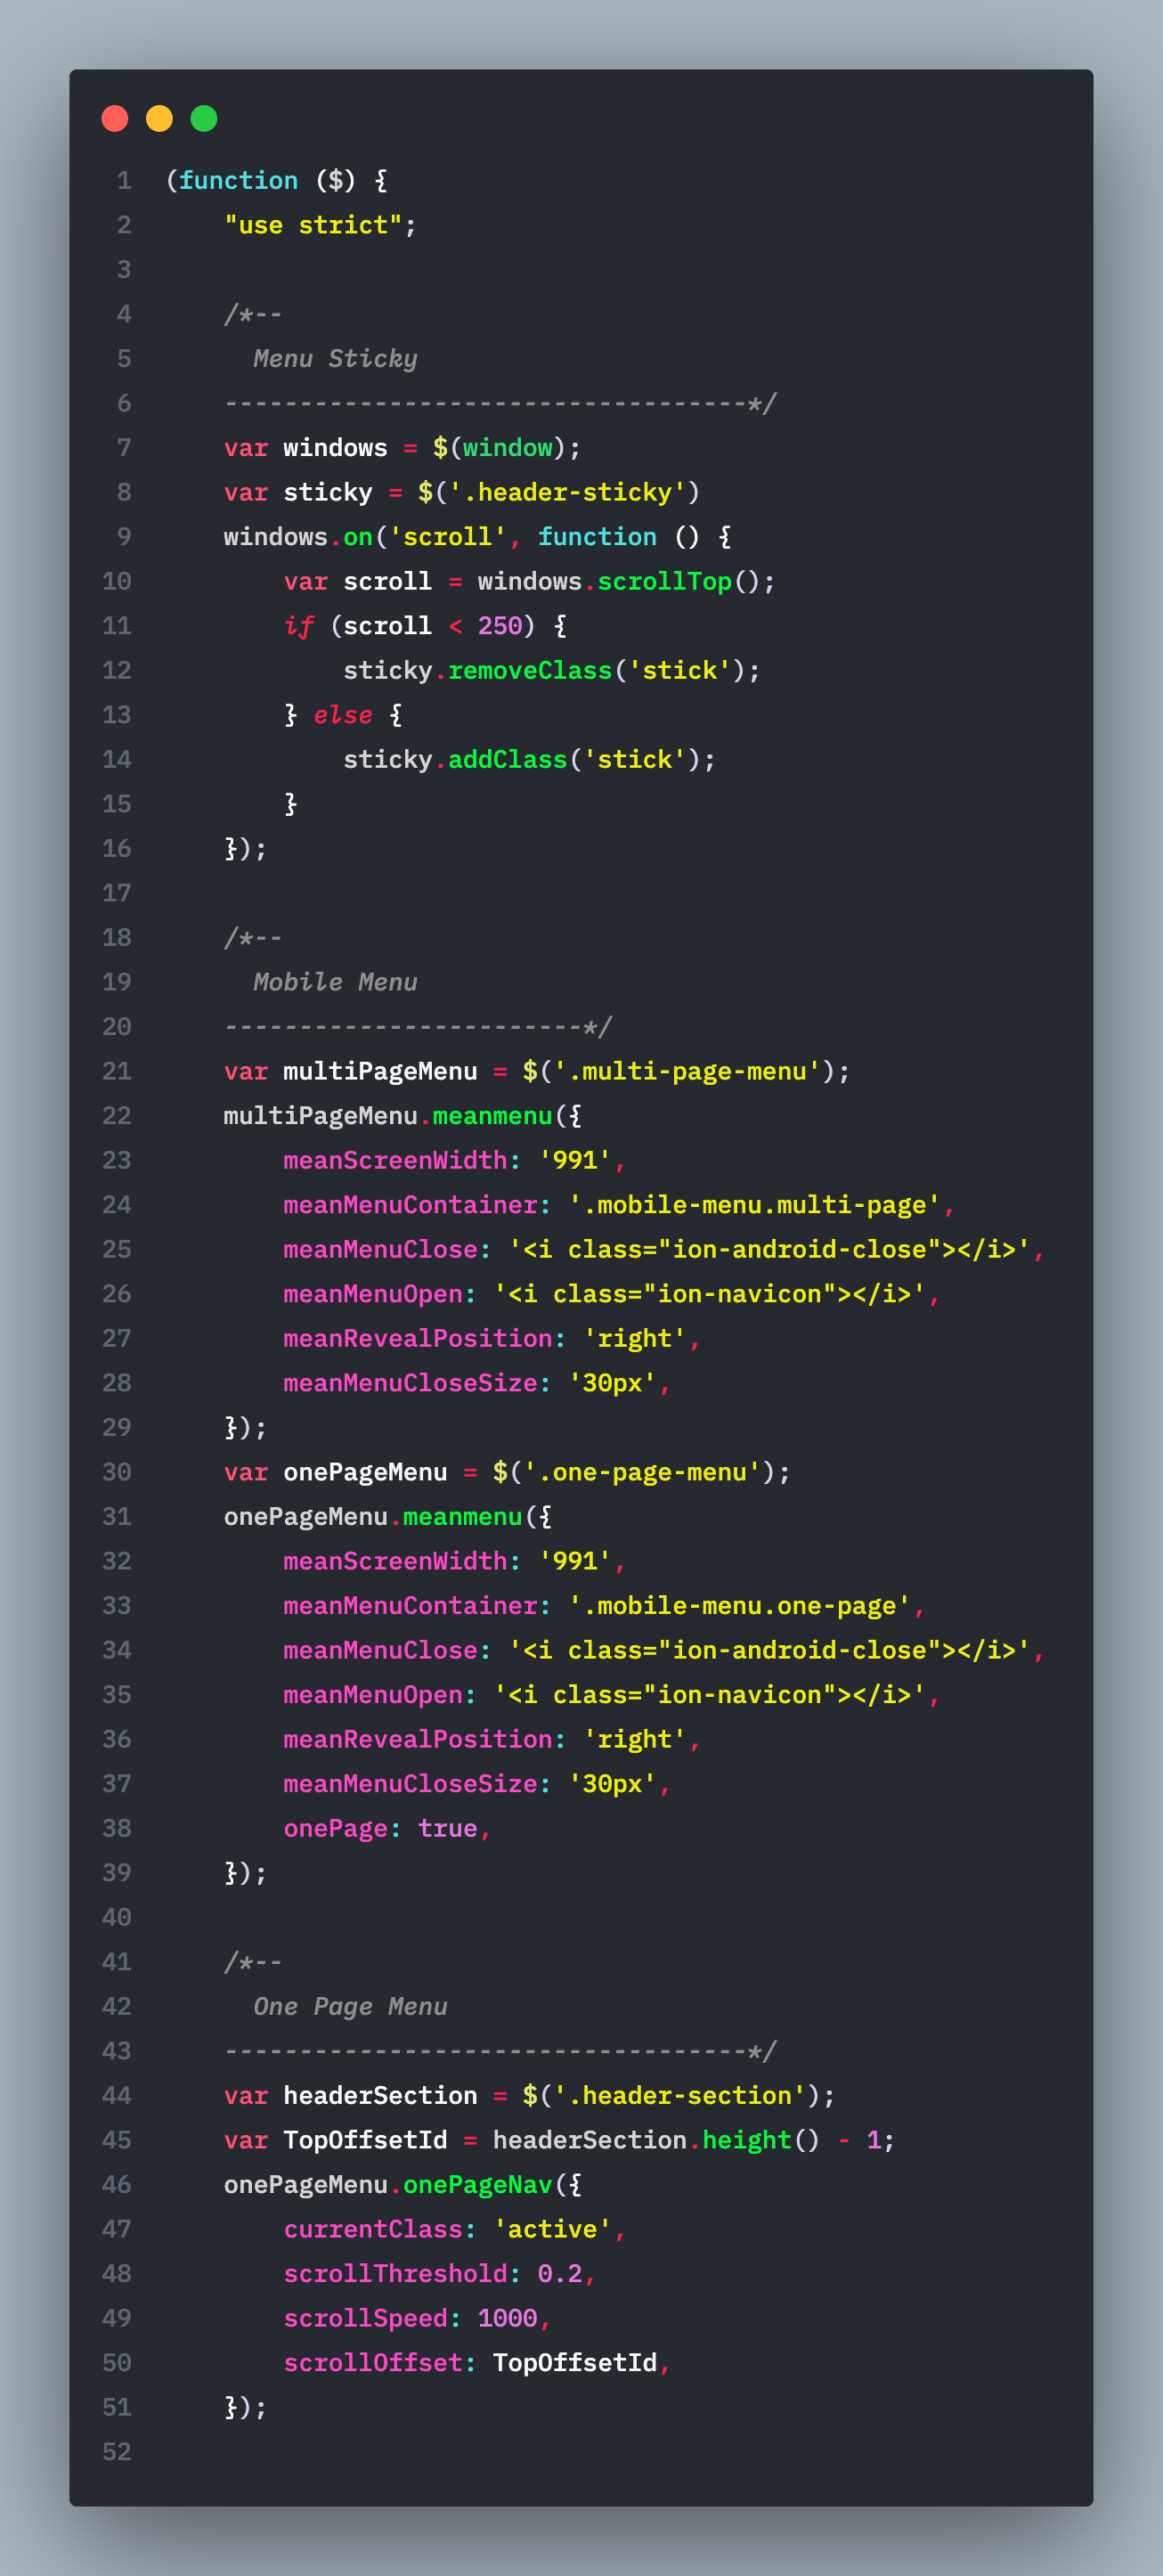 1 (function ($) {
2     "use strict";
3
4     /*--
5       Menu Sticky
6     -----------------------------------*/
7     var windows = $(window);
8     var sticky = $('.header-sticky')
9     windows.on('scroll', function () {
10         var scroll = windows.scrollTop();
11         if (scroll < 250) {
12             sticky.removeClass('stick');
13         } else {
14             sticky.addClass('stick');
15         }
16     });
17
18     /*--
19       Mobile Menu
20     ------------------------*/
21     var multiPageMenu = $('.multi-page-menu');
22     multiPageMenu.meanmenu({
23         meanScreenWidth: '991',
24         meanMenuContainer: '.mobile-menu.multi-page',
25         meanMenuClose: '<i class="ion-android-close"></i>',
26         meanMenuOpen: '<i class="ion-navicon"></i>',
27         meanRevealPosition: 'right',
28         meanMenuCloseSize: '30px',
29     });
30     var onePageMenu = $('.one-page-menu');
31     onePageMenu.meanmenu({
32         meanScreenWidth: '991',
33         meanMenuContainer: '.mobile-menu.one-page',
34         meanMenuClose: '<i class="ion-android-close"></i>',
35         meanMenuOpen: '<i class="ion-navicon"></i>',
36         meanRevealPosition: 'right',
37         meanMenuCloseSize: '30px',
38         onePage: true,
39     });
40
41     /*--
42       One Page Menu
43     -----------------------------------*/
44     var headerSection = $('.header-section');
45     var TopOffsetId = headerSection.height() - 1;
46     onePageMenu.onePageNav({
47         currentClass: 'active',
48         scrollThreshold: 0.2,
49         scrollSpeed: 1000,
50         scrollOffset: TopOffsetId,
51     });
52